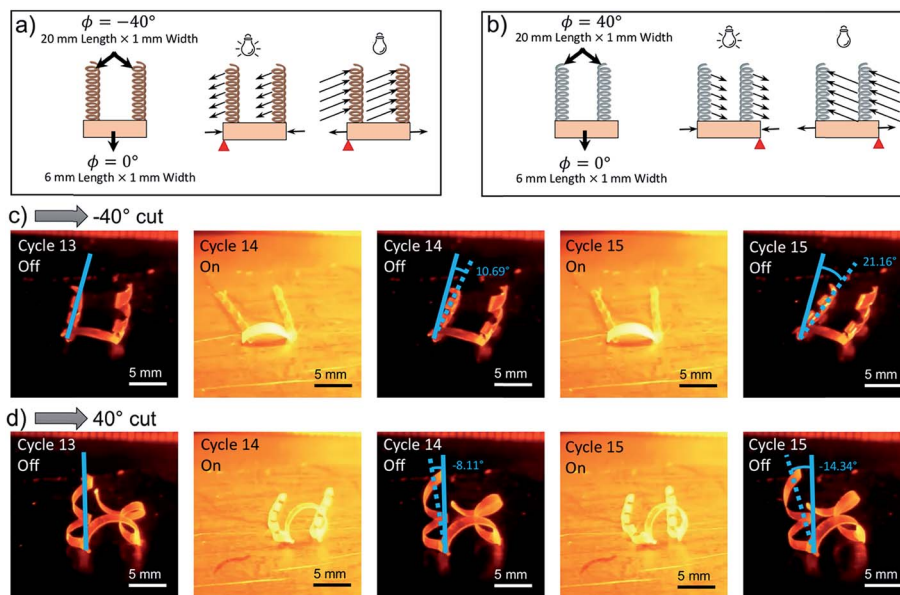 a)
ϕ = −40°
20 mm Length × 1 mm Width
ϕ = 0°
6 mm Length × 1 mm Width
b)
ϕ = 40°
20 mm Length × 1 mm Width
ϕ = 0°
6 mm Length × 1 mm Width
c) -40° cut
Cycle 13
Off
5 mm
Cycle 14
On
5 mm
Cycle 14
Off
10.69°
5 mm
Cycle 15
On
5 mm
Cycle 15
Off
21.16°
5 mm
d) 40° cut
Cycle 13
Off
5 mm
Cycle 14
On
5 mm
Cycle 14
Off
-8.11°
5 mm
Cycle 15
On
5 mm
Cycle 15
Off
-14.34°
5 mm